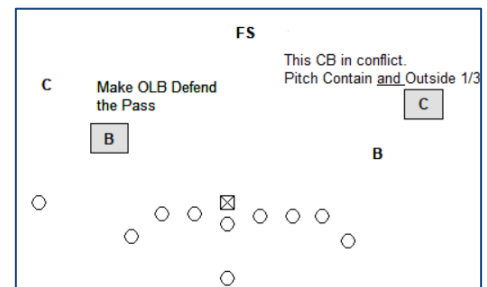 FS
This CB in conflict.
Pitch Contain and Outside 1/3
C
Make OLB Defend
the Pass
C
B
B